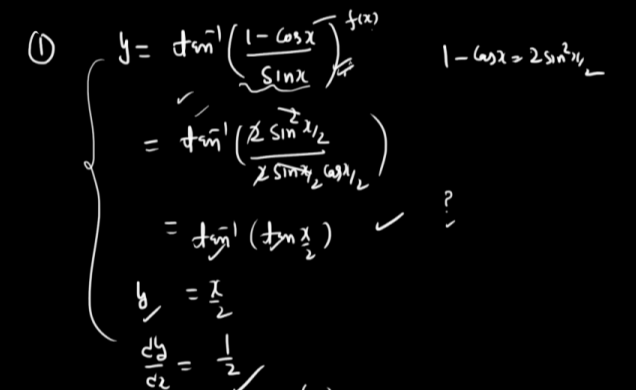 ① y = tan⁻¹ ( (1 - cos x) / sin x ) f(x)
1 - cos x = 2 sin² x/2
= tan⁻¹ ( 2 sin² x/2 / 2 sin x/2 cos x/2 )
= tan⁻¹ ( tan x/2 ) ✓ ?
y = x/2
dy/dx = 1/2